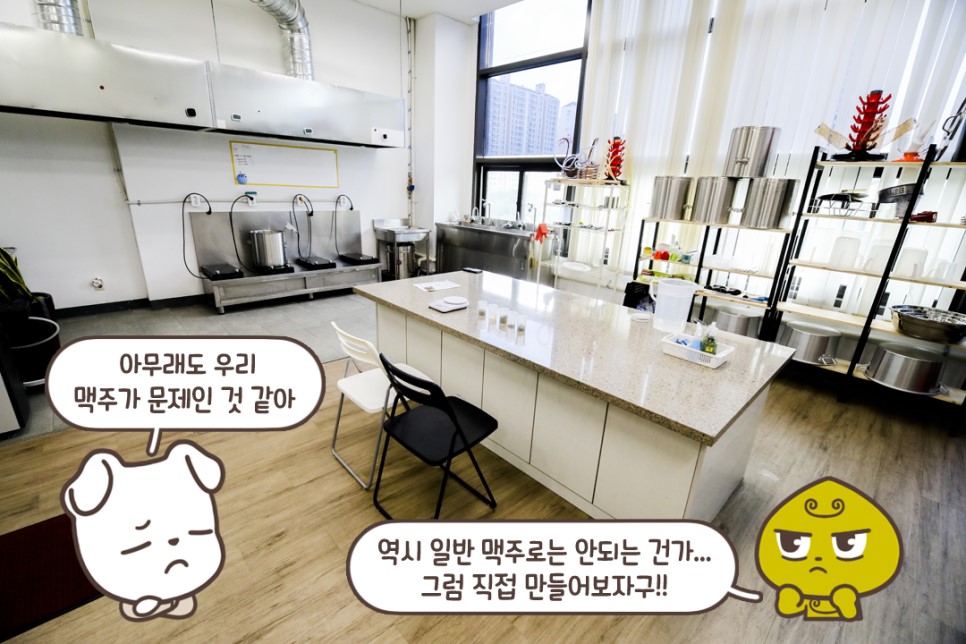 아무래도 우리
맥주가 문제인 것 같아
역시 일반 맥주로는 안되는 건가...
그럼 직접 만들어보자구!!